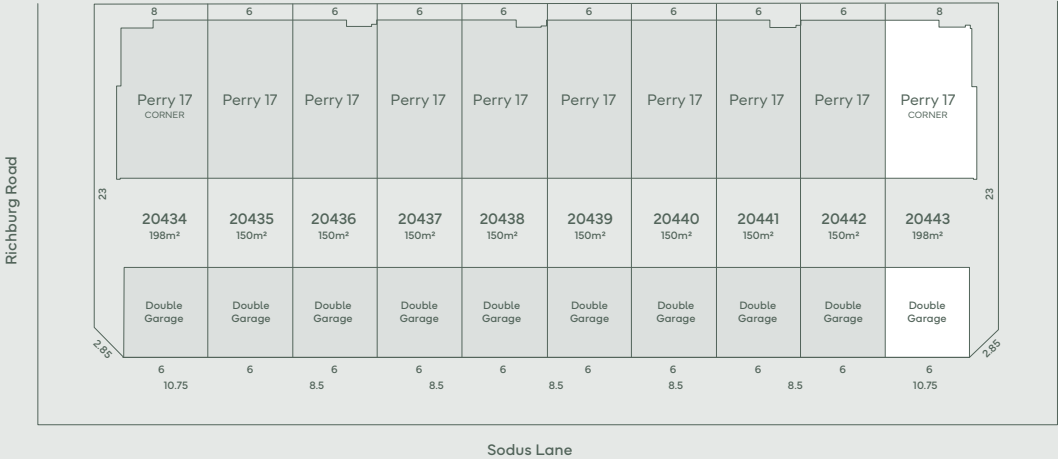 8 6 6 6 6 6 6 6 6 8
Perry 17 Perry 17 Perry 17 Perry 17 Perry 17 Perry 17 Perry 17 Perry 17 Perry 17 Perry 17
CORNER CORNER
Richburg Road
23 23
20434 20435 20436 20437 20438 20439 20440 20441 20442 20443
198m² 150m² 150m² 150m² 150m² 150m² 150m² 150m² 150m² 198m²
Double Double Double Double Double Double Double Double Double Double
Garage Garage Garage Garage Garage Garage Garage Garage Garage Garage
2.85 2.85
6 6 6 6 6 6 6 6 6 6
10.75 8.5 8.5 8.5 8.5 8.5 10.75
Sodus Lane